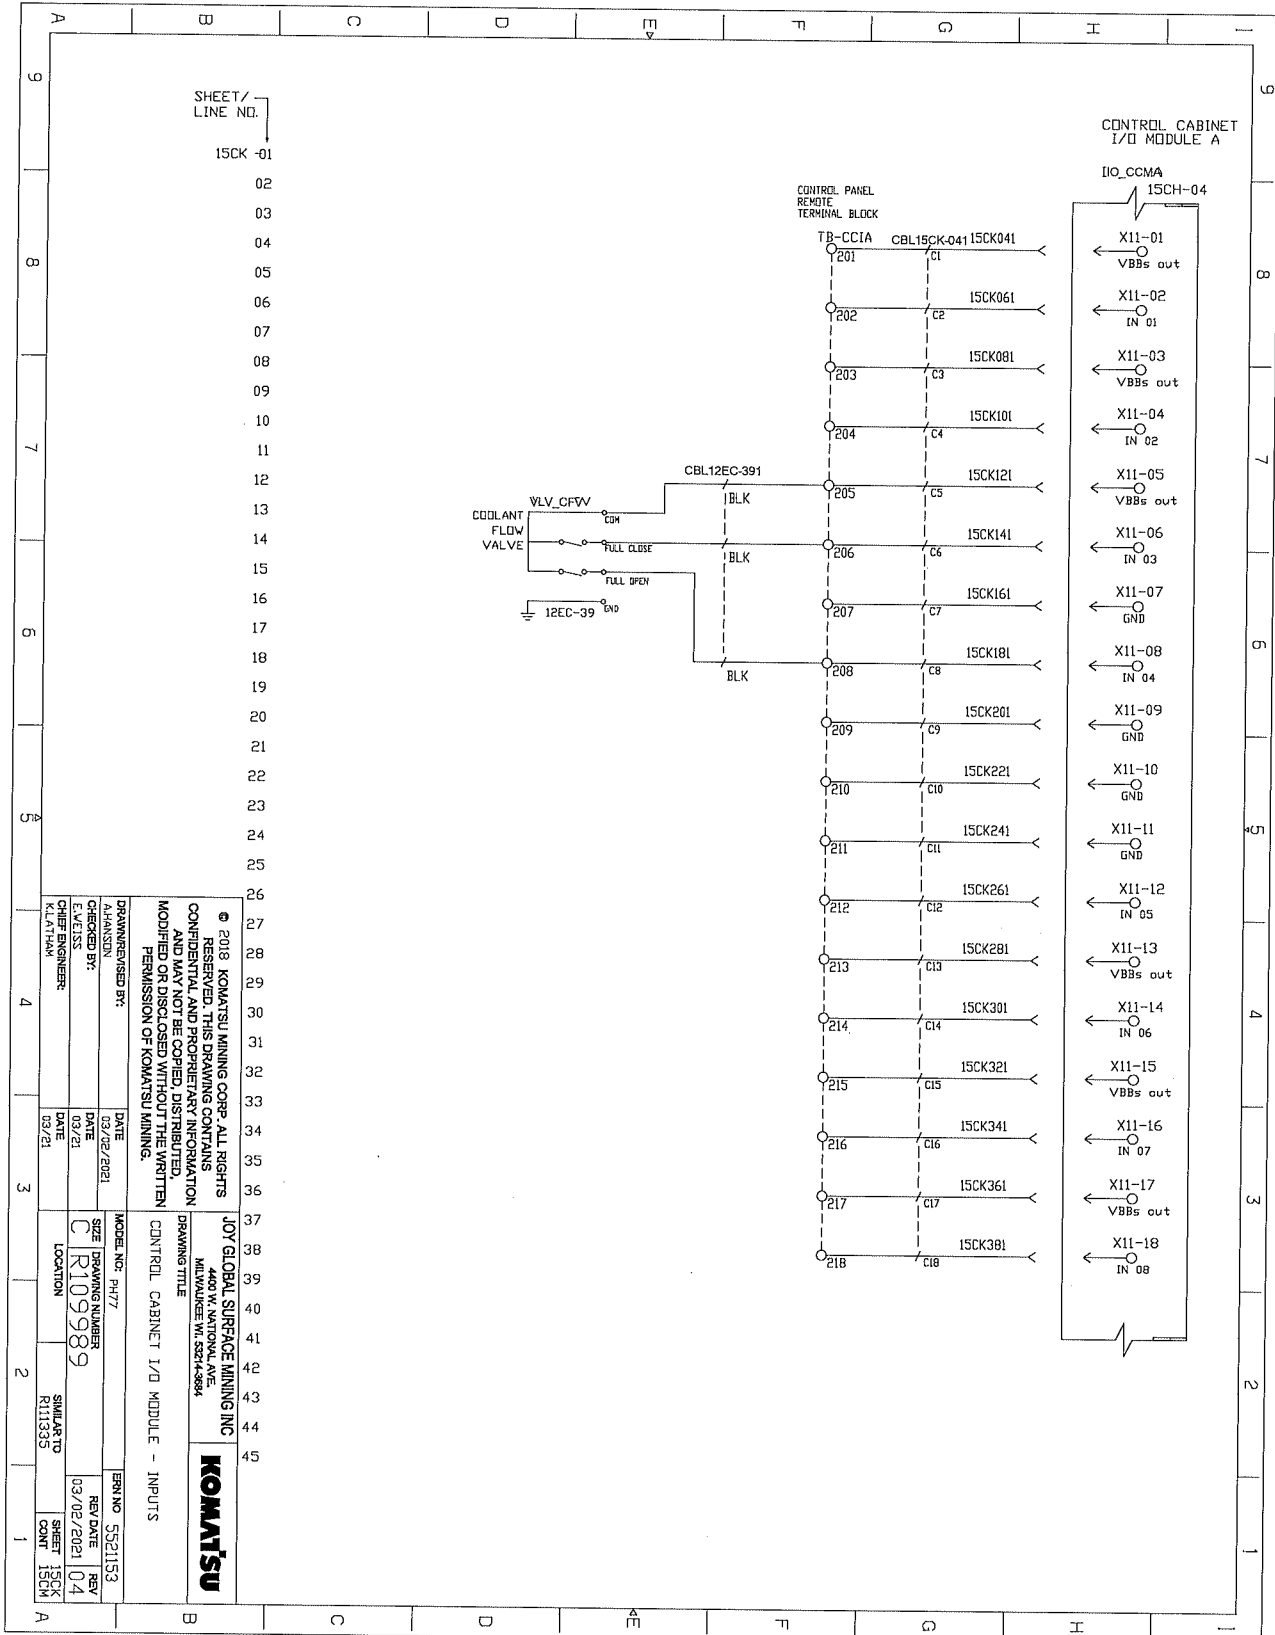 A B C D E F G H I
9
SHEET/
LINE NO.
CONTROL CABINET
I/O MODULE A
IIO_CCMA
15CH-04
CONTROL PANEL
REMOTE
TERMINAL BLOCK
TB-CCIA
CBL15CK-041
15CK -01
02
03
04
05
06
07
08
09
10
11
12
13
14
15
16
17
18
19
20
21
22
23
24
25
26
27
28
29
30
31
32
33
34
35
36
37
38
39
40
41
42
43
44
45
201 C1 15CK041 X11-01
VBBs out
202 C2 15CK061 X11-02
IN 01
203 C3 15CK081 X11-03
VBBs out
204 C4 15CK101 X11-04
IN 02
205 C5 15CK121 X11-05
VBBs out
206 C6 15CK141 X11-06
IN 03
207 C7 15CK161 X11-07
GND
208 C8 15CK181 X11-08
IN 04
209 C9 15CK201 X11-09
GND
210 C10 15CK221 X11-10
GND
211 C11 15CK241 X11-11
GND
212 C12 15CK261 X11-12
IN 05
213 C13 15CK281 X11-13
VBBs out
214 C14 15CK301 X11-14
IN 06
215 C15 15CK321 X11-15
VBBs out
216 C16 15CK341 X11-16
IN 07
217 C17 15CK361 X11-17
VBBs out
218 C18 15CK381 X11-18
IN 08
CBL12EC-391
BLK
BLK
BLK
VLV_CFVV
COOLANT
FLOW
VALVE
COM
FULL CLOSE
FULL OPEN
GND
12EC-39
9 8 7 6 5 4 3 2 1
9 8 7 6 5 4 3 2 1
© 2018 KOMATSU MINING CORP. ALL RIGHTS
RESERVED. THIS DRAWING CONTAINS
CONFIDENTIAL AND PROPRIETARY INFORMATION
AND MAY NOT BE COPIED, DISTRIBUTED,
MODIFIED OR DISCLOSED WITHOUT THE WRITTEN
PERMISSION OF KOMATSU MINING.
DRAWN/REVISED BY:
A.HANSON
DATE
03/02/2021
CHECKED BY:
E.WEISS
DATE
03/21
CHIEF ENGINEER:
K.LATHAM
DATE
03/21
JOY GLOBAL SURFACE MINING INC
4400 W. NATIONAL AVE.
MILWAUKEE WI. 53214-3684
KOMATSU
DRAWING TITLE
CONTROL CABINET I/O MODULE - INPUTS
MODEL NO: PH77
ERN NO 5521153
SIZE
C
DRAWING NUMBER
R109989
REV DATE
03/02/2021
REV
04
LOCATION
SIMILAR TO
R111335
SHEET 15CK
CONT 15CM
A B C D E F G H I